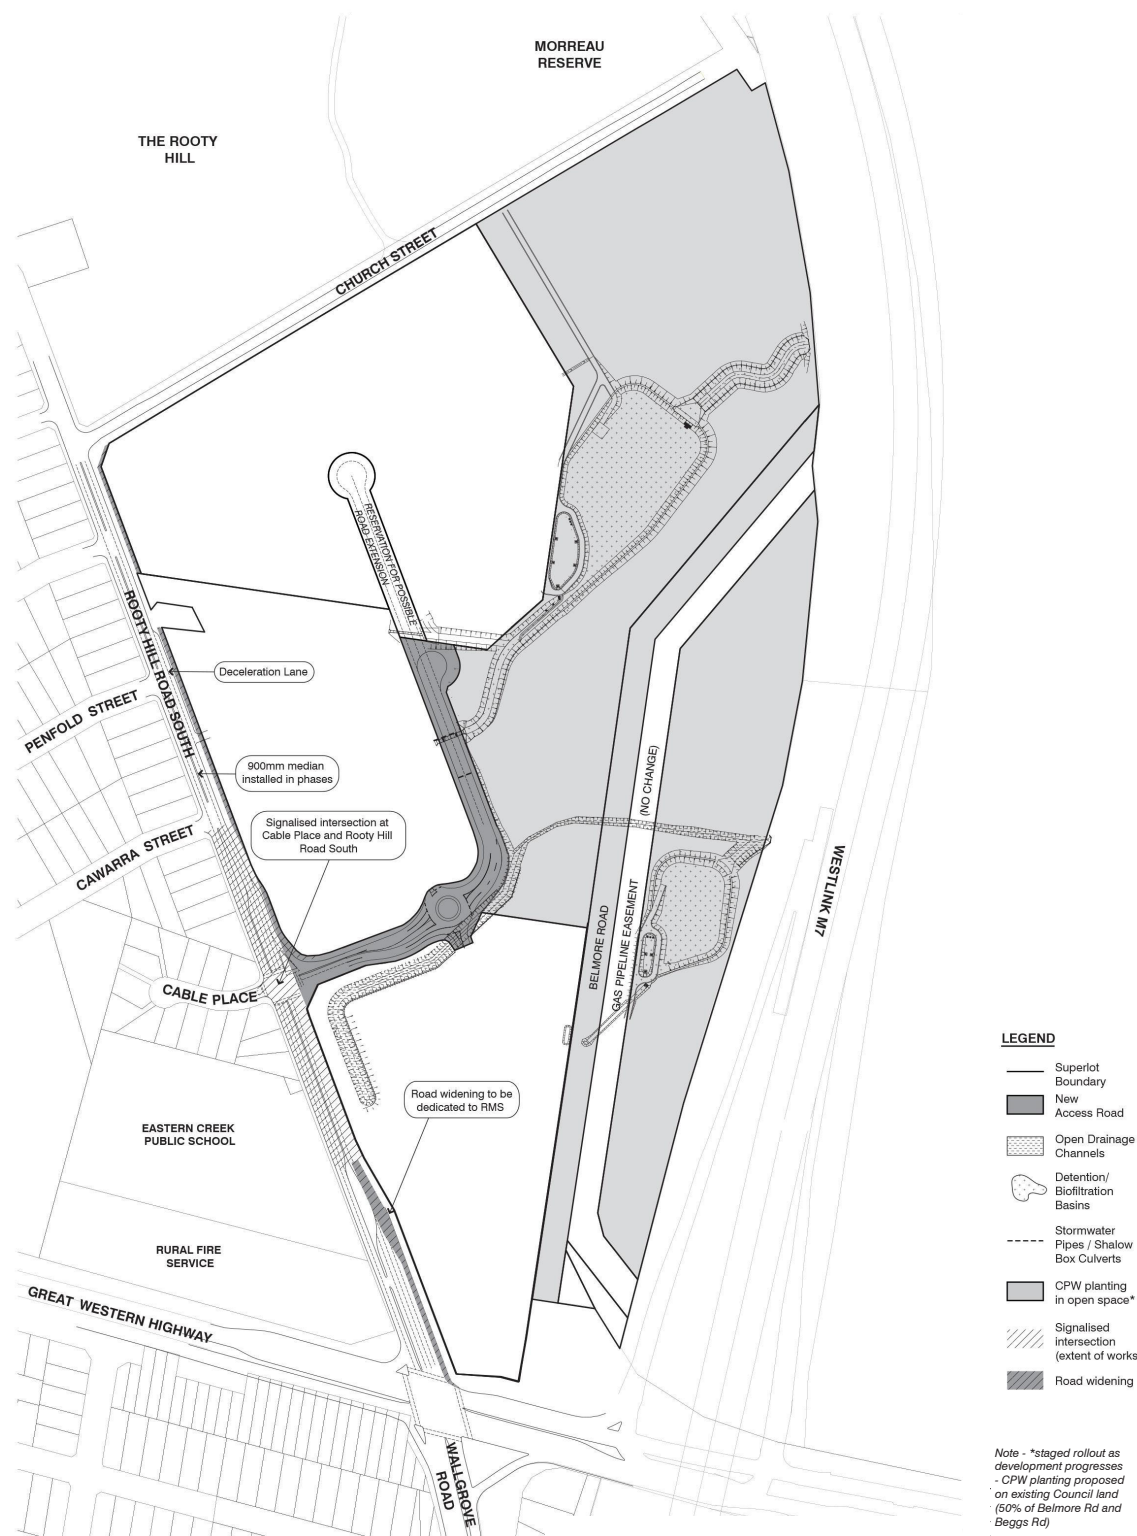 MORREAU
RESERVE
THE ROOTY
HILL
CHURCH STREET
RESERVATION FOR POSSIBLE
ROAD EXTENSION
ROOTY HILL ROAD SOUTH
Deceleration Lane
PENFOLD STREET
900mm median
installed in phases
Signalised intersection at
Cable Place and Rooty Hill
Road South
CAWARRA STREET
(NO CHANGE)
WESTLINK M7
BELMORE ROAD
GAS PIPELINE EASEMENT
CABLE PLACE
Road widening to be
dedicated to RMS
EASTERN CREEK
PUBLIC SCHOOL
RURAL FIRE
SERVICE
GREAT WESTERN HIGHWAY
WALLGROVE
ROAD
LEGEND
Superlot
Boundary
New
Access Road
Open Drainage
Channels
Detention/
Biofiltration
Basins
Stormwater
Pipes / Shalow
Box Culverts
CPW planting
in open space*
Signalised
intersection
(extent of works
Road widening
Note - *staged rollout as
development progresses
- CPW planting proposed
on existing Council land
(50% of Belmore Rd and
Beggs Rd)